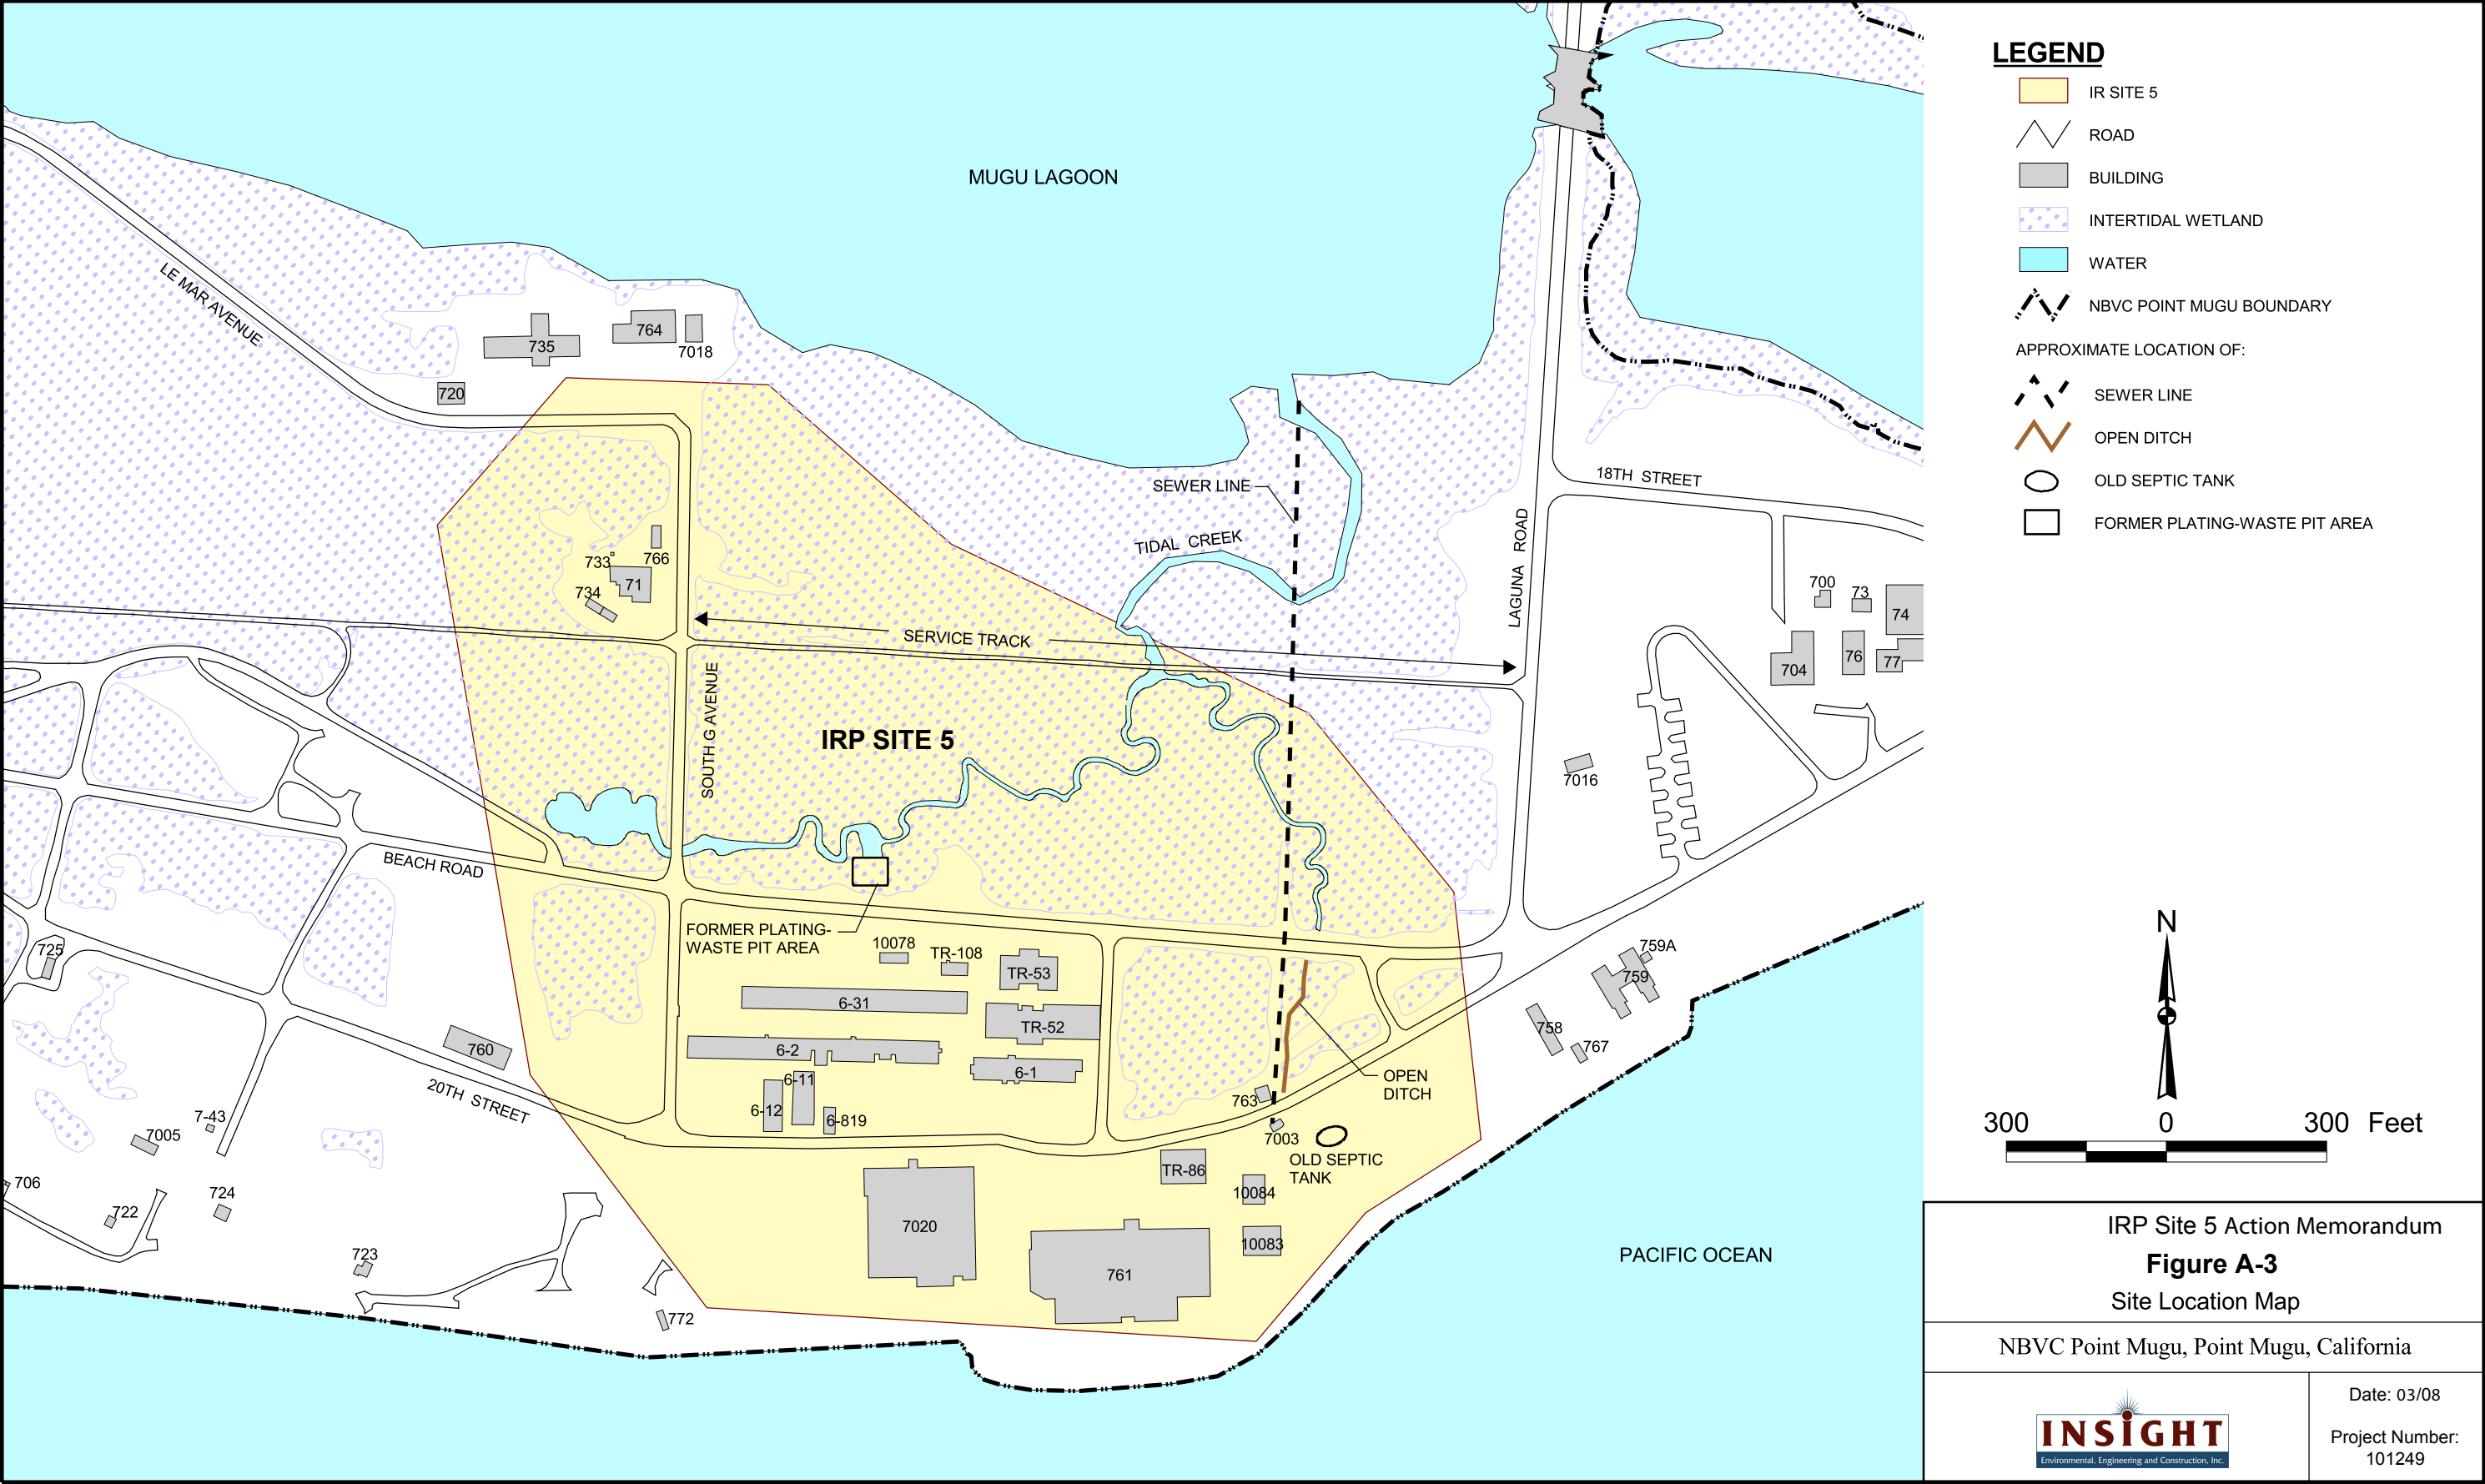 MUGU LAGOON
LE MAR AVENUE
735
764
7018
720
SEWER LINE
TIDAL CREEK
18TH STREET
LAGUNA ROAD
733
766
71
734
SERVICE TRACK
SOUTH G AVENUE
IRP SITE 5
700
73
74
704
76
77
7016
BEACH ROAD
FORMER PLATING-
WASTE PIT AREA
10078
TR-108
TR-53
6-31
TR-52
6-2
6-1
6-11
6-12
6-819
725
760
20TH STREET
7-43
7005
706
722
724
723
772
763
7003
OPEN
DITCH
OLD SEPTIC
TANK
TR-86
10084
10083
7020
761
759A
759
758
767
PACIFIC OCEAN
LEGEND
IR SITE 5
ROAD
BUILDING
INTERTIDAL WETLAND
WATER
NBVC POINT MUGU BOUNDARY
APPROXIMATE LOCATION OF:
SEWER LINE
OPEN DITCH
OLD SEPTIC TANK
FORMER PLATING-WASTE PIT AREA
N
300 0 300 Feet
IRP Site 5 Action Memorandum
Figure A-3
Site Location Map
NBVC Point Mugu, Point Mugu, California
INSIGHT
Environmental, Engineering and Construction, Inc.
Date: 03/08
Project Number:
101249